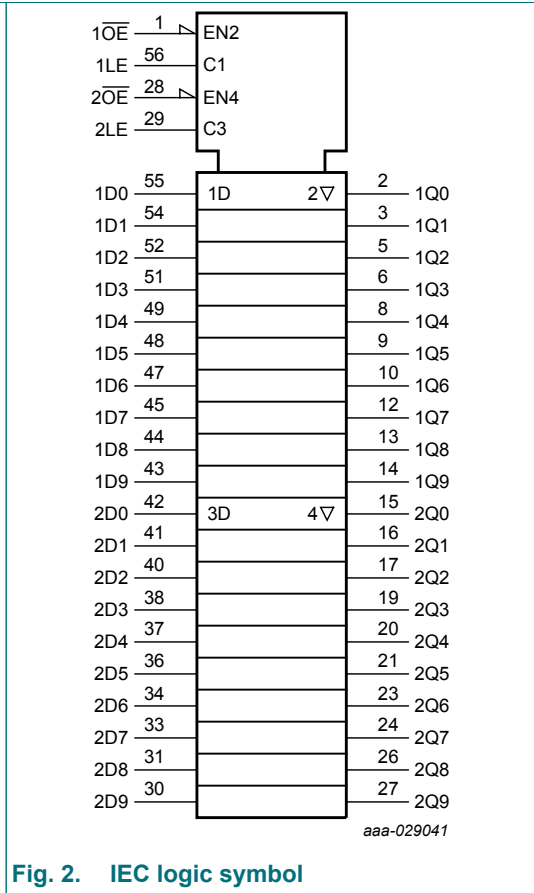 1OE 1 EN2
1LE 56 C1
2OE 28 EN4
2LE 29 C3
1D0 55 1D 2▽ 2 1Q0
1D1 54 3 1Q1
1D2 52 5 1Q2
1D3 51 6 1Q3
1D4 49 8 1Q4
1D5 48 9 1Q5
1D6 47 10 1Q6
1D7 45 12 1Q7
1D8 44 13 1Q8
1D9 43 14 1Q9
2D0 42 3D 4▽ 15 2Q0
2D1 41 16 2Q1
2D2 40 17 2Q2
2D3 38 19 2Q3
2D4 37 20 2Q4
2D5 36 21 2Q5
2D6 34 23 2Q6
2D7 33 24 2Q7
2D8 31 26 2Q8
2D9 30 27 2Q9
aaa-029041
Fig. 2. IEC logic symbol